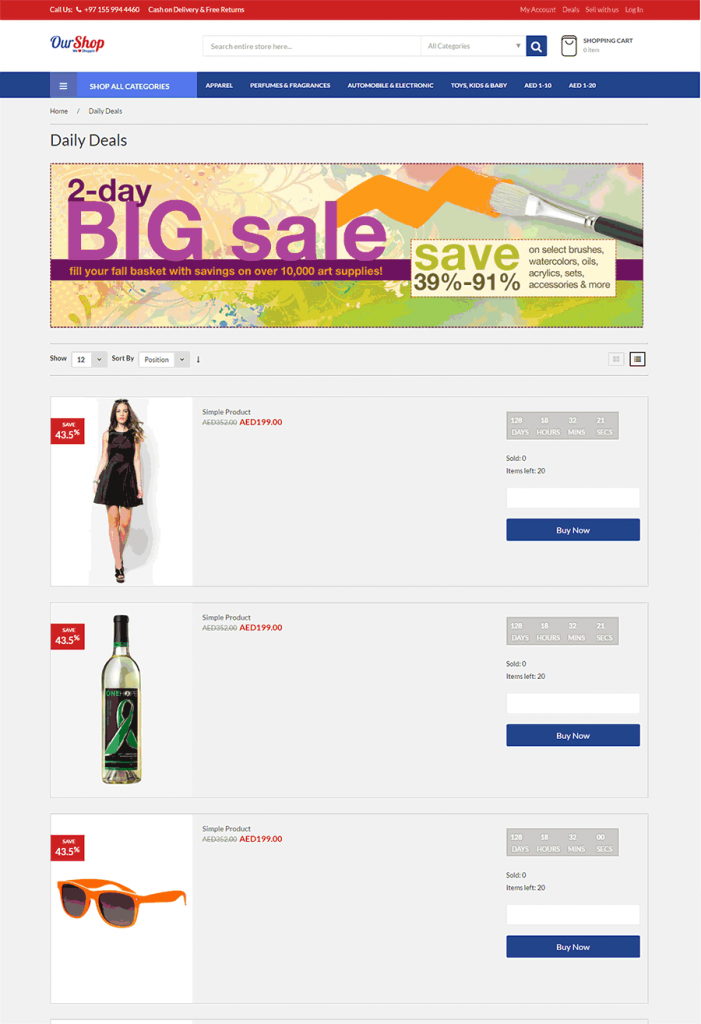 Call Us: +97 155 994 4460 Cash on Delivery & Free Returns My Account Deals Sell with us Log In
OurShop
Search entire store here... All Categories
SHOPPING CART
0 Item
SHOP ALL CATEGORIES APPAREL PERFUMES & FRAGRANCES AUTOMOBILE & ELECTRONIC TOYS, KIDS & BABY AED 1-10 AED 1-20
Home / Daily Deals
Daily Deals
2-day
BIG sale
fill your fall basket with savings on over 10,000 art supplies!
save
39%-91%
on select brushes,
watercolors, oils,
acrylics, sets,
accessories & more
Show 12 Sort By Position
SAVE
43.5%
Simple Product
AED352.00 AED199.00
128 18 32 21
DAYS HOURS MINS SECS
Sold: 0
Items left: 20
Buy Now
SAVE
43.5%
ONEHOPE
Simple Product
AED352.00 AED199.00
128 18 32 21
DAYS HOURS MINS SECS
Sold: 0
Items left: 20
Buy Now
SAVE
43.5%
Simple Product
AED352.00 AED199.00
128 18 32 00
DAYS HOURS MINS SECS
Sold: 0
Items left: 20
Buy Now